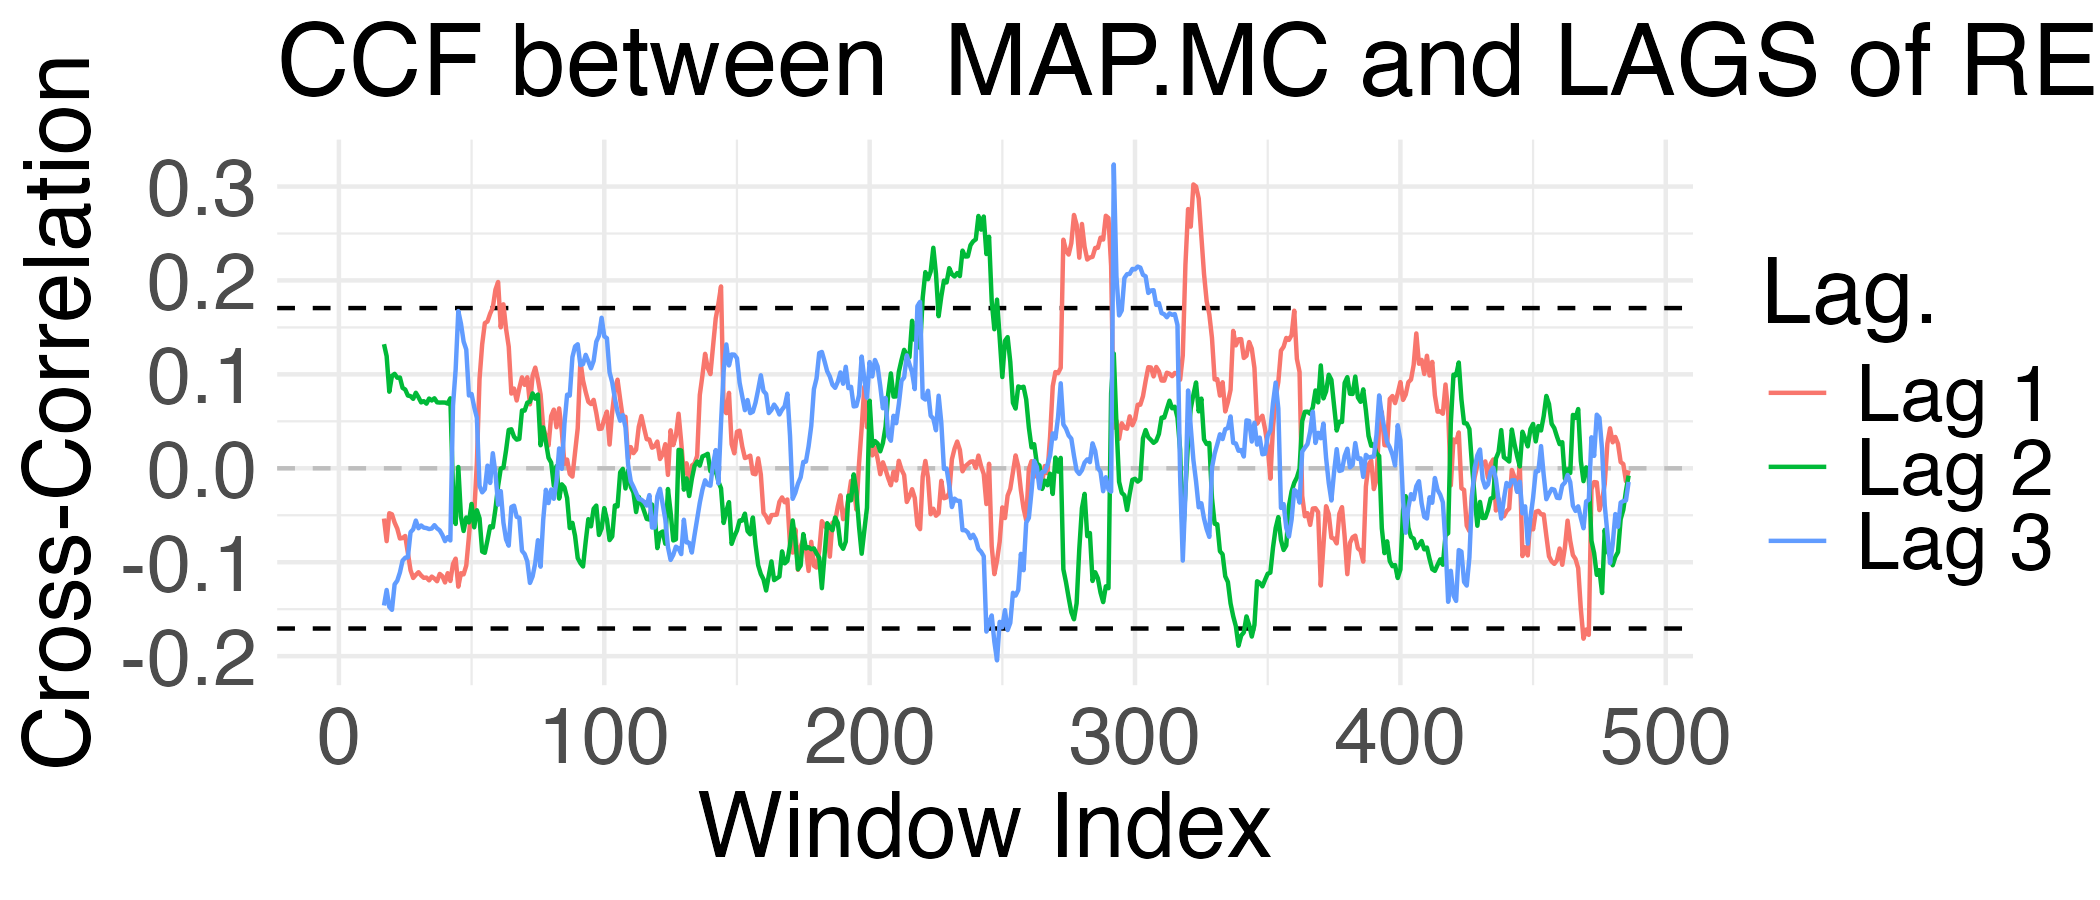 CCF between  MAP.MC and LAGS of RE
Cross-Correlation
0.3
0.2
0.1
0.0
-0.1
-0.2
0 100 200 300 400 500
Window Index
Lag.
Lag 1
Lag 2
Lag 3